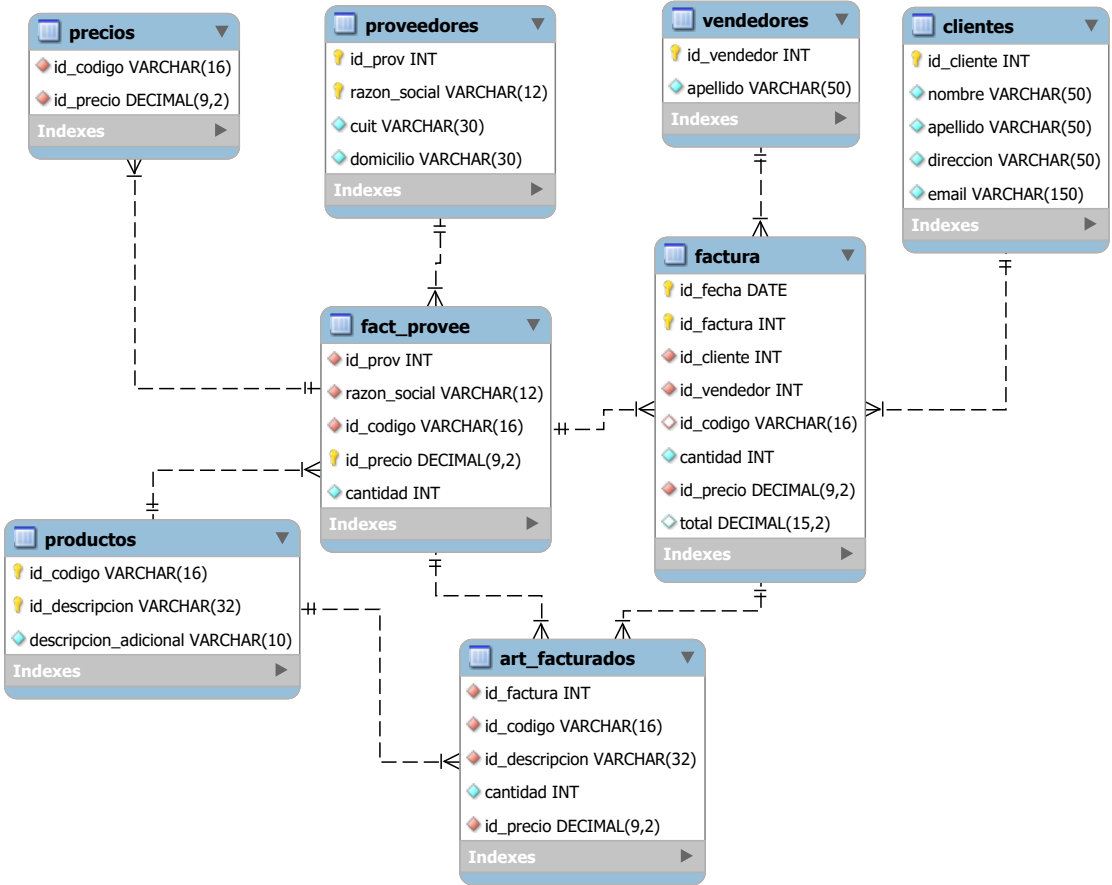 precios
id_codigo VARCHAR(16)
id_precio DECIMAL(9,2)
Indexes
proveedores
id_prov INT
razon_social VARCHAR(12)
cuit VARCHAR(30)
domicilio VARCHAR(30)
Indexes
vendedores
id_vendedor INT
apellido VARCHAR(50)
Indexes
clientes
id_cliente INT
nombre VARCHAR(50)
apellido VARCHAR(50)
direccion VARCHAR(50)
email VARCHAR(150)
Indexes
fact_provee
id_prov INT
razon_social VARCHAR(12)
id_codigo VARCHAR(16)
id_precio DECIMAL(9,2)
cantidad INT
Indexes
factura
id_fecha DATE
id_factura INT
id_cliente INT
id_vendedor INT
id_codigo VARCHAR(16)
cantidad INT
id_precio DECIMAL(9,2)
total DECIMAL(15,2)
Indexes
productos
id_codigo VARCHAR(16)
id_descripcion VARCHAR(32)
descripcion_adicional VARCHAR(10)
Indexes
art_facturados
id_factura INT
id_codigo VARCHAR(16)
id_descripcion VARCHAR(32)
cantidad INT
id_precio DECIMAL(9,2)
Indexes